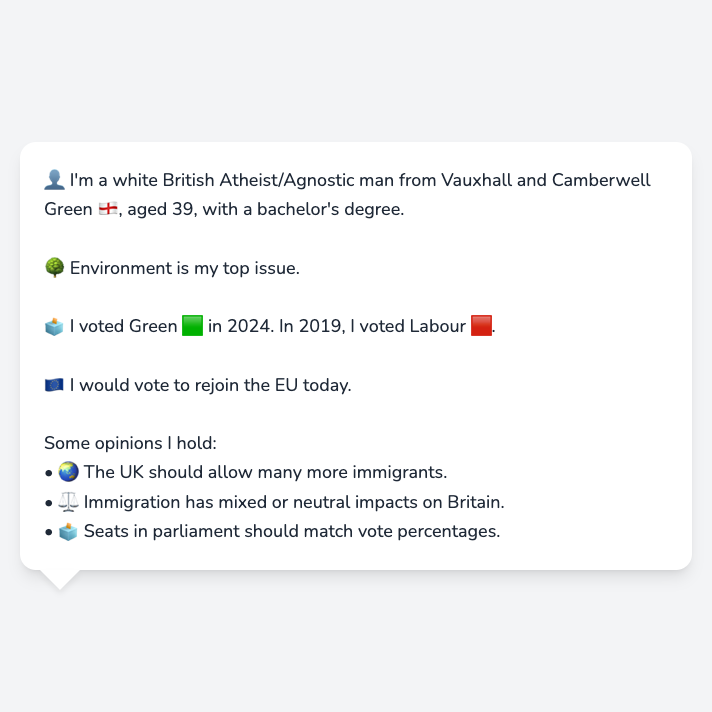 👤 I'm a white British Atheist/Agnostic man from Vauxhall and Camberwell
Green 🏴󠁧󠁢󠁥󠁮󠁧󠁿, aged 39, with a bachelor's degree.
🌳 Environment is my top issue.
🗳️ I voted Green 🟩 in 2024. In 2019, I voted Labour 🟥.
🇪🇺 I would vote to rejoin the EU today.
Some opinions I hold:
• 🌏 The UK should allow many more immigrants.
• ⚖️ Immigration has mixed or neutral impacts on Britain.
• 🗳️ Seats in parliament should match vote percentages.